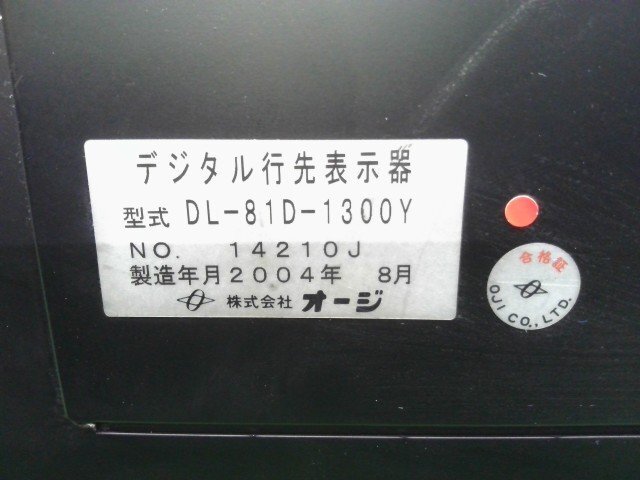 デジタル行先表示器
型式 DL-81D-1300Y
NO. 14210J
製造年月2004年 8月
株式会社 オージ
合格証
OJI CO., LTD.